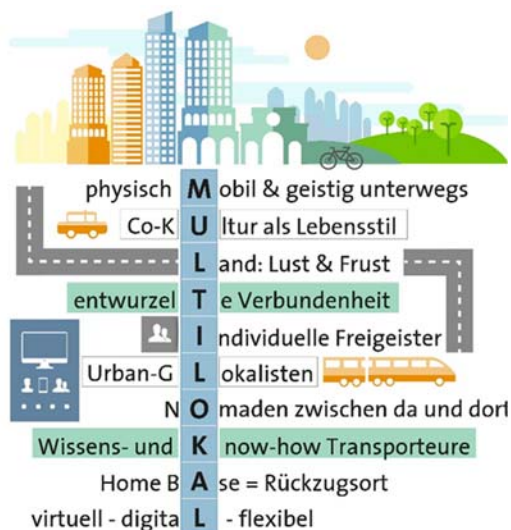 physisch Mobil & geistig unterwegs
Co-KUltur als Lebensstil
Land: Lust & Frust
entwurzelTe Verbundenheit
Individuelle Freigeister
Urban-GLokalisten
NOmaden zwischen da und dort
Wissens- und Know-how Transporteure
Home BAse = Rückzugsort
virtuell - digitaL - flexibel